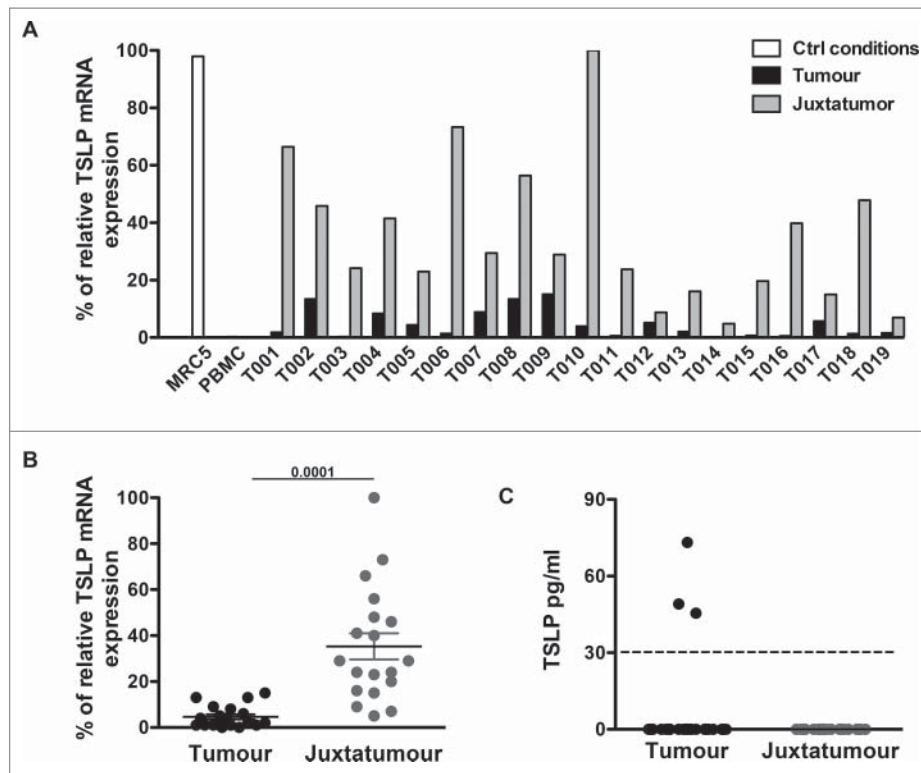 A
% of relative TSLP mRNA
expression
100
80
60
40
20
0
Ctrl conditions
Tumour
Juxtatumor
MRC5
PBMC
T001
T002
T003
T004
T005
T006
T007
T008
T009
T010
T011
T012
T013
T014
T015
T016
T017
T018
T019
B
% of relative TSLP mRNA
expression
100
80
60
40
20
0
0.0001
Tumour
Juxtatumour
C
TSLP pg/ml
90
60
30
0
Tumour
Juxtatumour